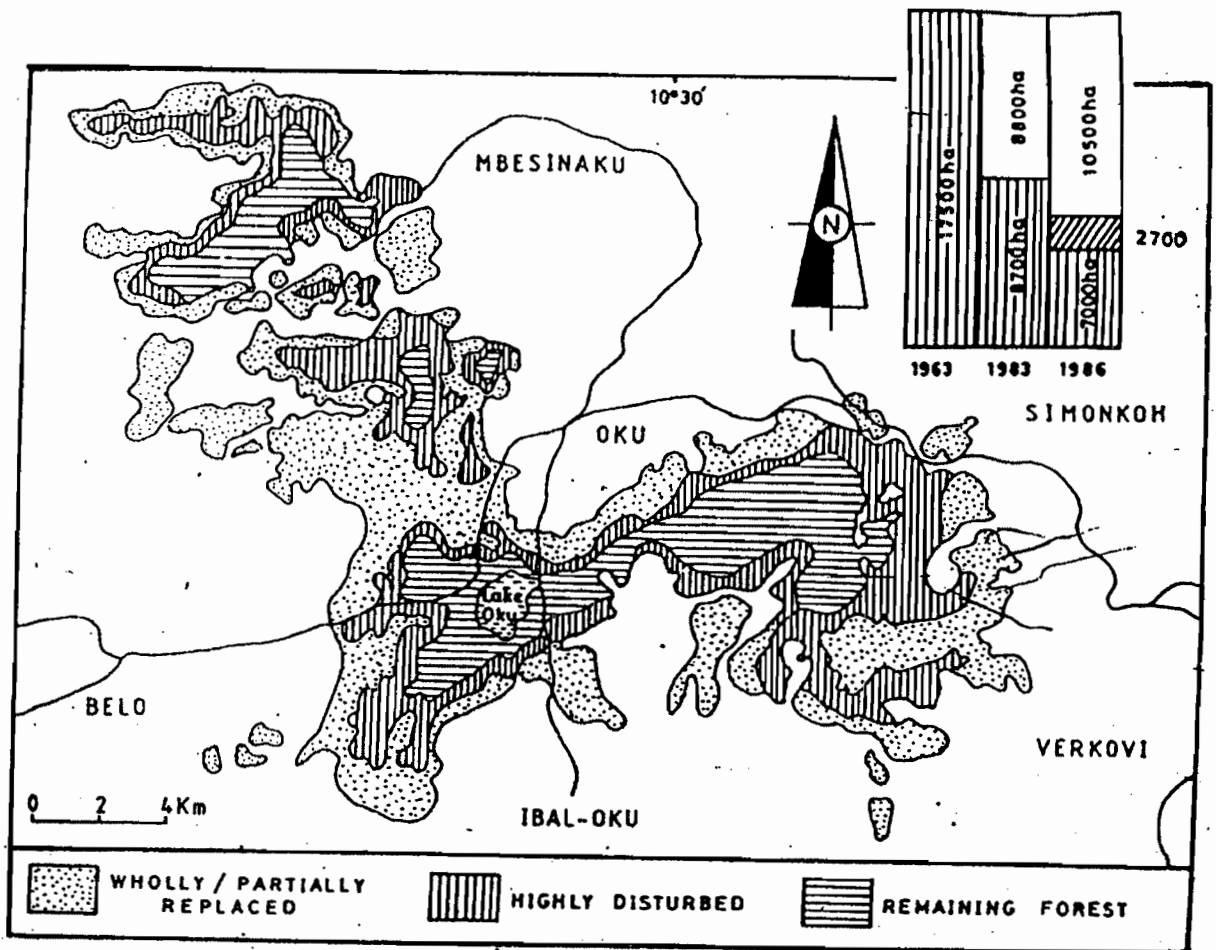 10°30'
MBESINAKU
N
17500ha
8800ha
8700ha
10500ha
2700
7000ha
1963 1983 1986
SIMONKOH
OKU
Lake
Oku
BELO
VERKOVI
0 2 4Km
IBAL-OKU
WHOLLY / PARTIALLY
REPLACED
HIGHLY DISTURBED
REMAINING FOREST